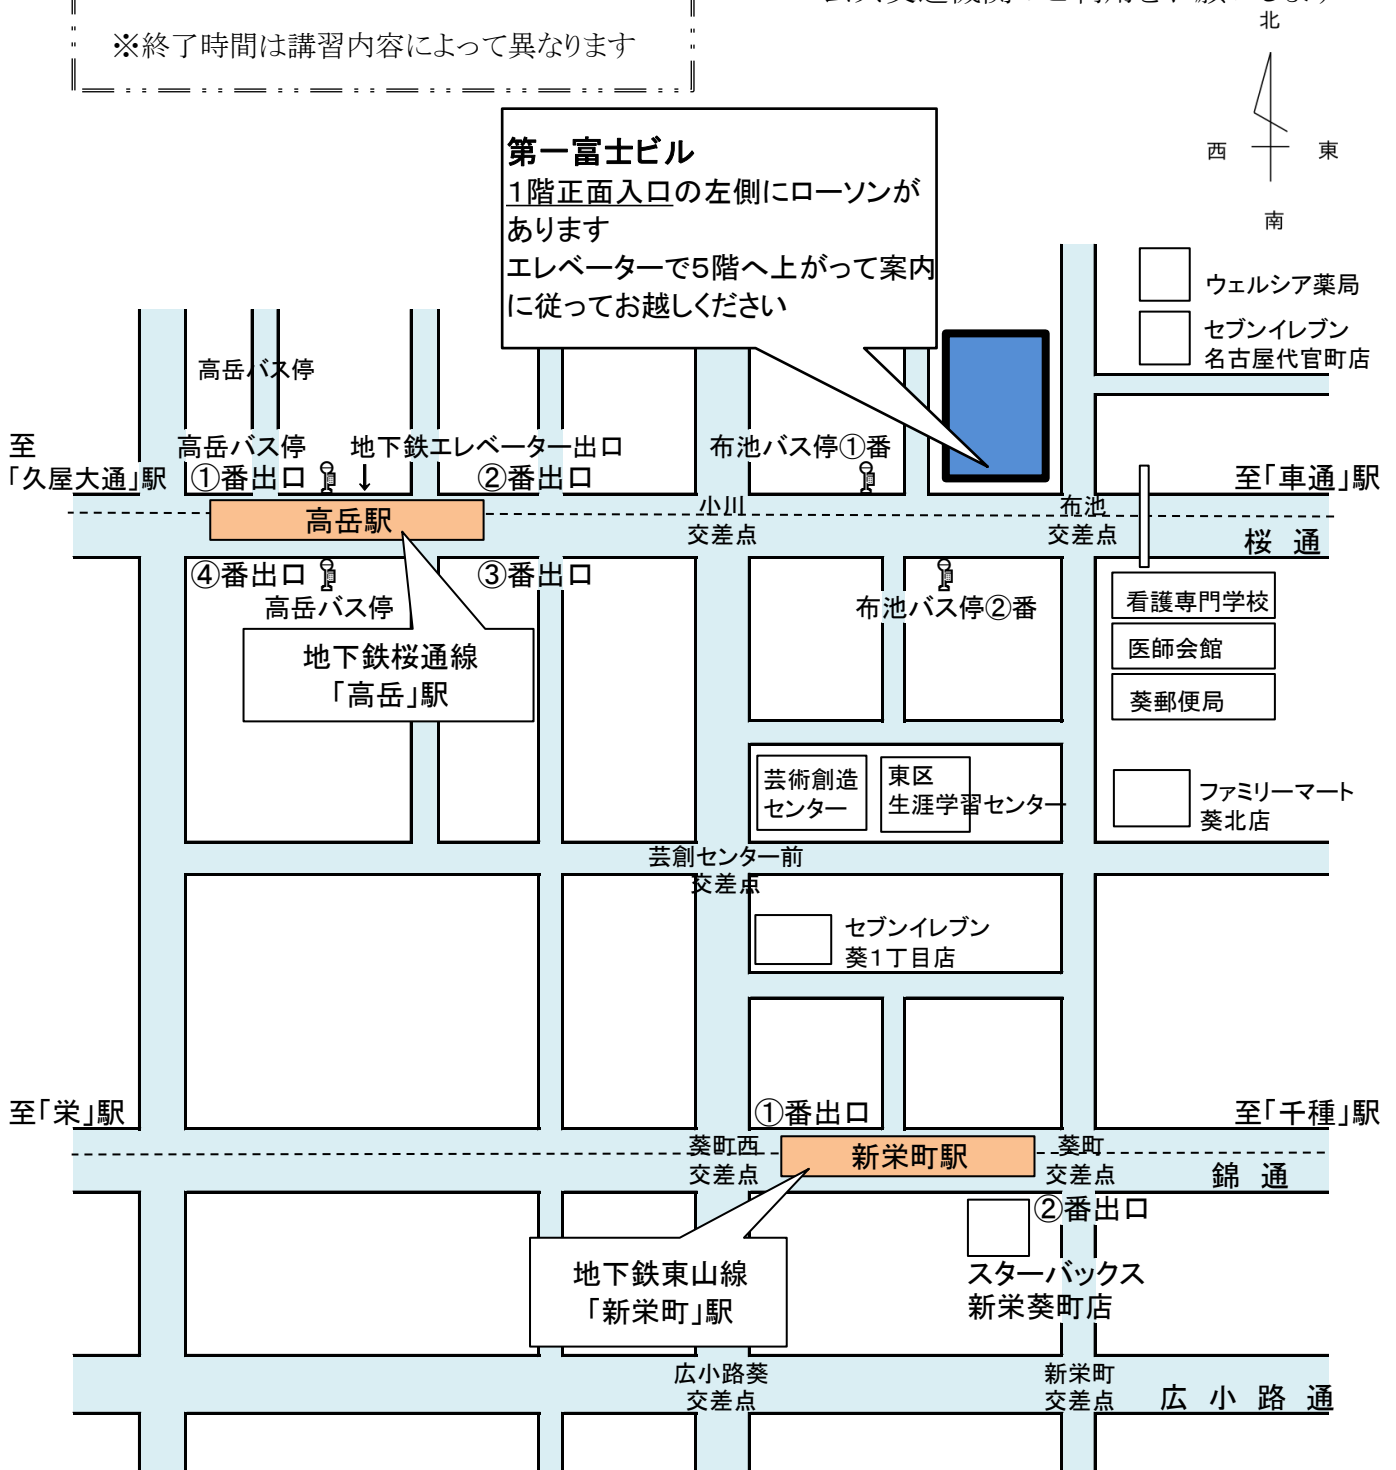 ※終了時間は講習内容によって異なります
北
西
東
南
第一富士ビル
1階正面入口の左側にローソンが
あります
エレベーターで5階へ上がって案内
に従ってお越しください
ウェルシア薬局
セブンイレブン
名古屋代官町店
高岳バス停
至
「久屋大通」駅
高岳バス停
①番出口
地下鉄エレベーター出口
↓
②番出口
布池バス停①番
至「車通」駅
高岳駅
小川
交差点
布池
交差点
桜 通
④番出口
高岳バス停
③番出口
布池バス停②番
看護専門学校
医師会館
葵郵便局
地下鉄桜通線
「高岳」駅
芸術創造
センター
東区
生涯学習センター
ファミリーマート
葵北店
芸創センター前
交差点
セブンイレブン
葵1丁目店
至「栄」駅
①番出口
至「千種」駅
葵町西
交差点
新栄町駅
葵町
交差点
錦 通
②番出口
スターバックス
新栄葵町店
地下鉄東山線
「新栄町」駅
広小路葵
交差点
新栄町
交差点
広 小 路 通